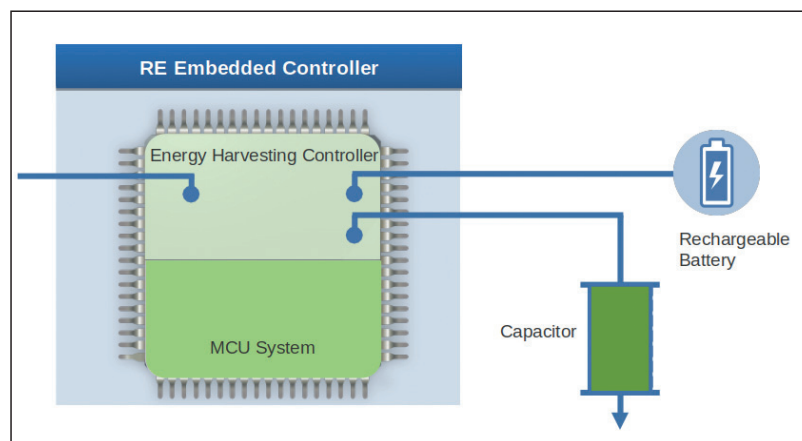 RE Embedded Controller
Energy Harvesting Controller
MCU System
Rechargeable
Battery
Capacitor